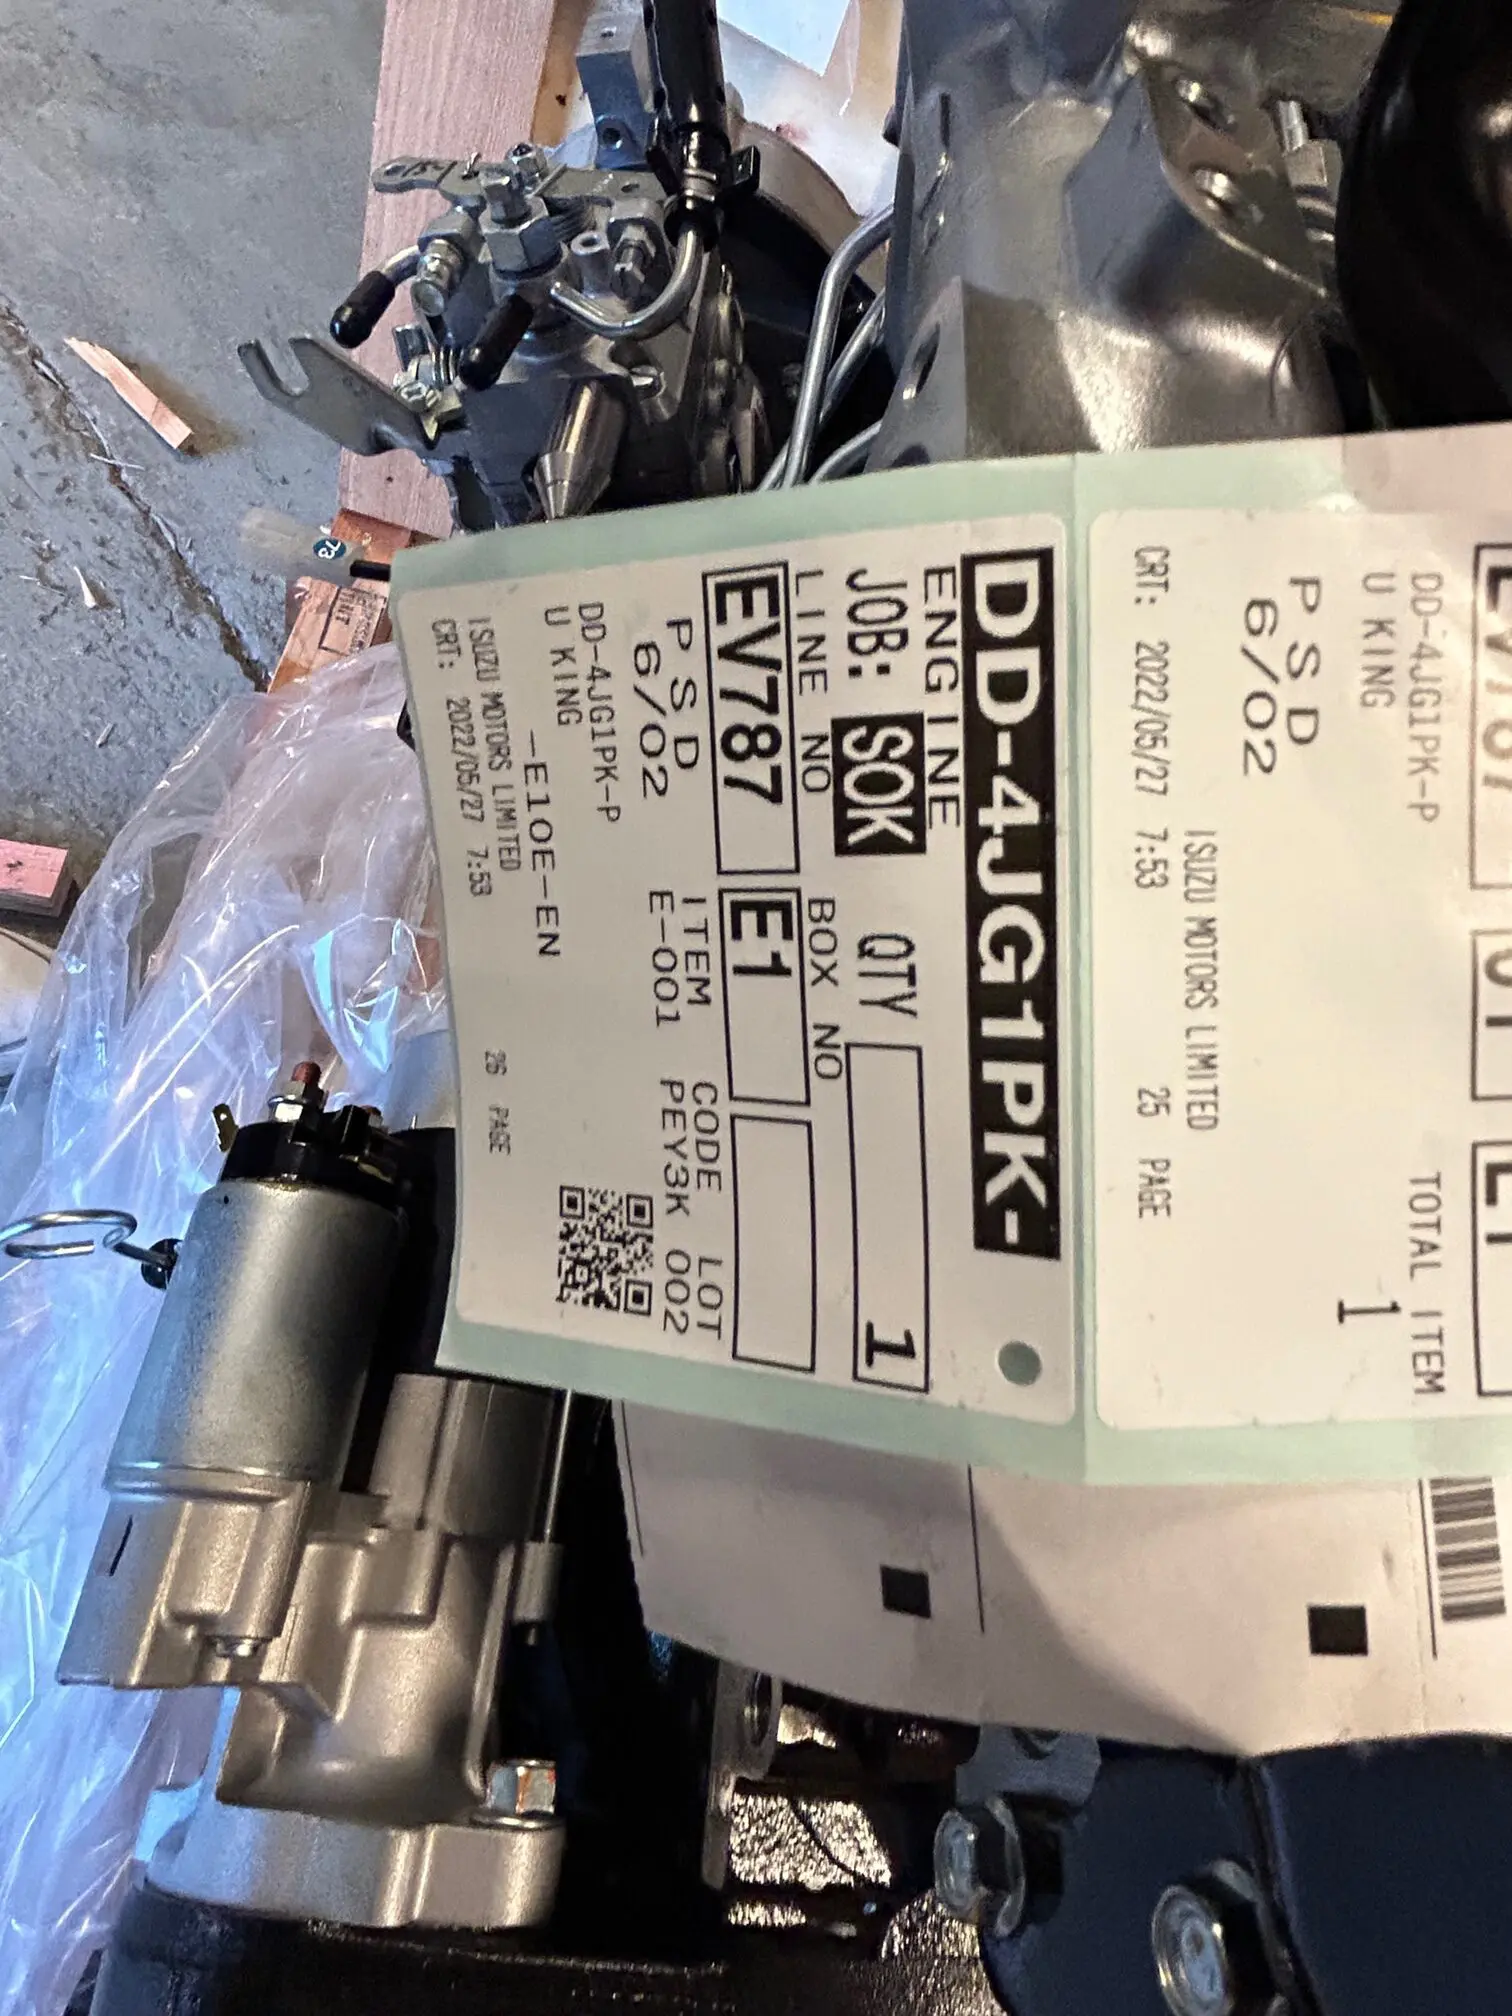 DD-4JG1PK-P TOTAL ITEM
U KING 1
P S D
6/02
ISUZU MOTORS LIMITED
CRT: 2022/05/27 7:53 25 PAGE
DD-4JG1PK-
ENGINE
JOB: SOK QTY 1
LINE NO BOX NO
EV787 E1
P S D ITEM CODE LOT
6/02 E-001 PEY3K 002
DD-4JG1PK-P
U KING
-E10E-EN
ISUZU MOTORS LIMITED
CRT: 2022/05/27 7:53 26 PAGE
73